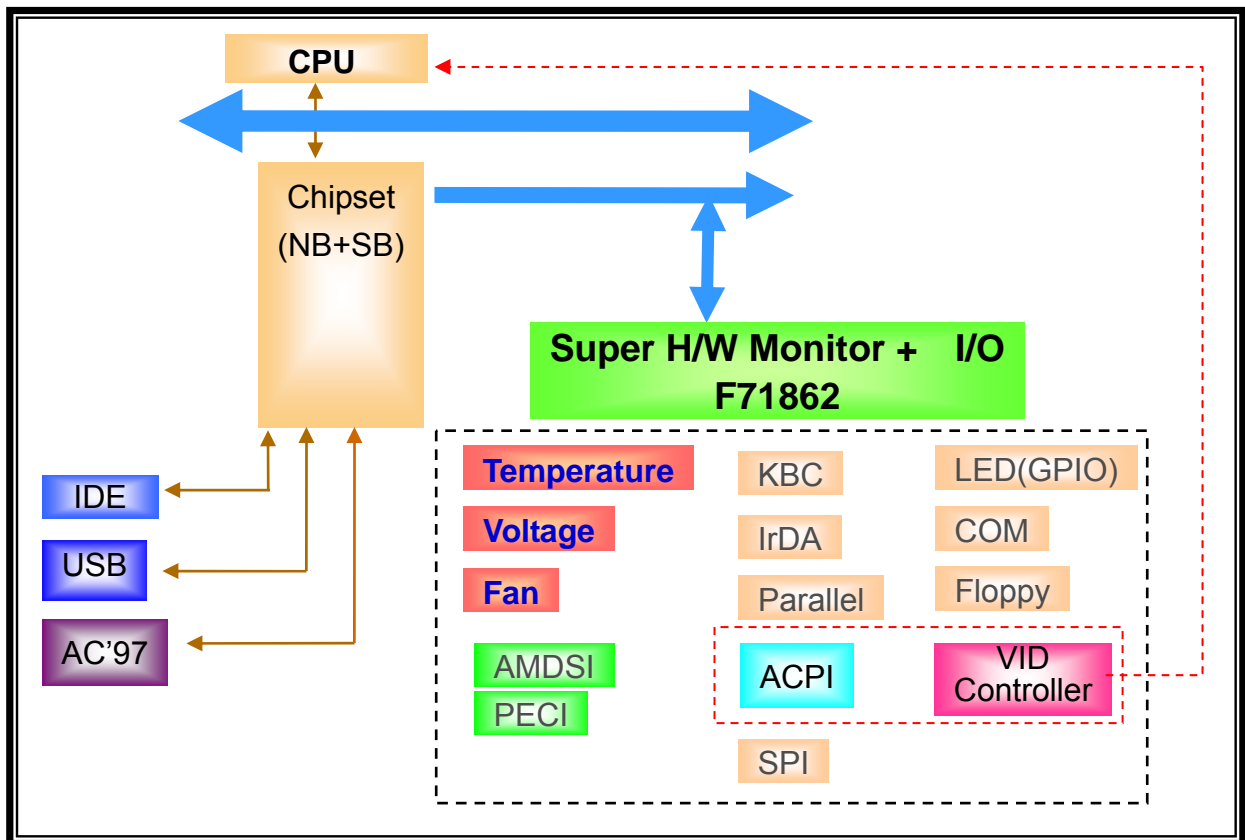 CPU
Chipset
(NB+SB)
Super H/W Monitor + I/O
F71862
IDE
USB
AC’97
Temperature
Voltage
Fan
AMDSI
PECI
KBC
IrDA
Parallel
ACPI
SPI
LED(GPIO)
COM
Floppy
VID
Controller